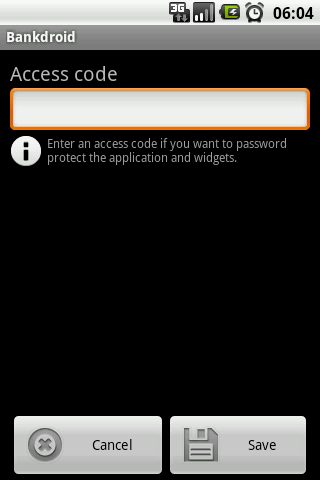 3G
06:04
Bankdroid
Access code
Enter an access code if you want to password
protect the application and widgets.
Cancel
Save